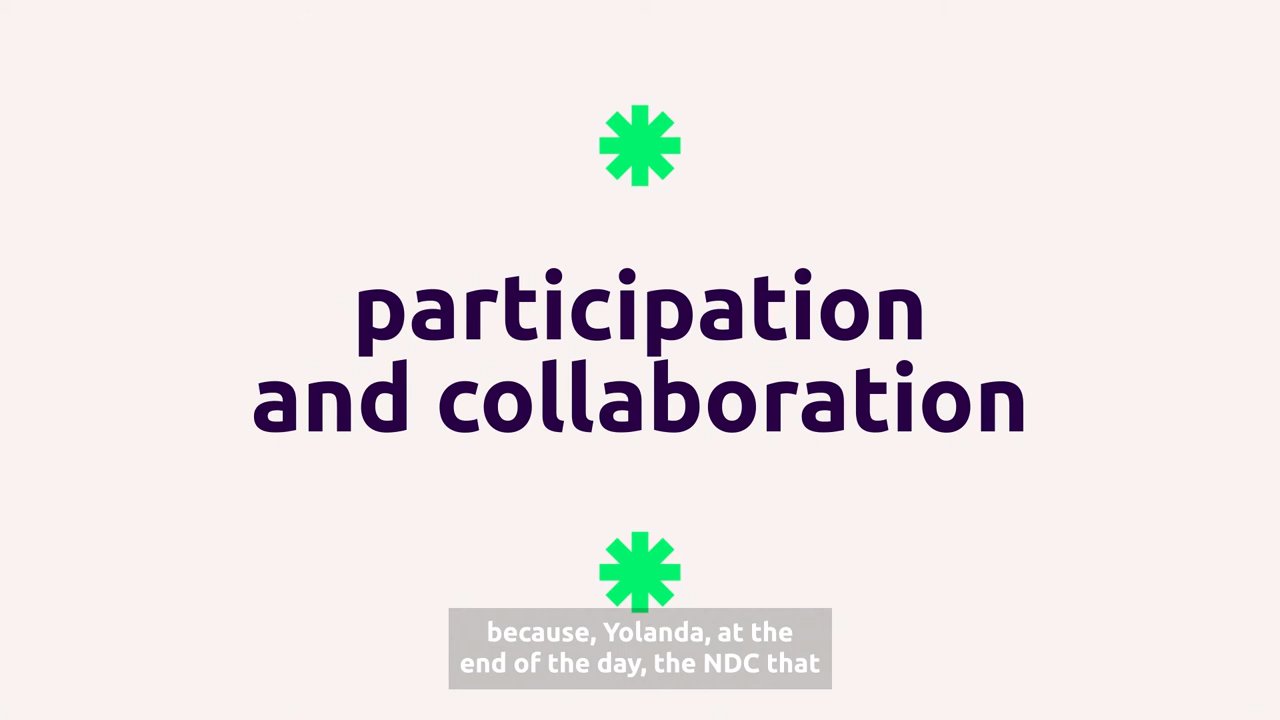 participation
and collaboration
because, Yolanda, at the
end of the day, the NDC that